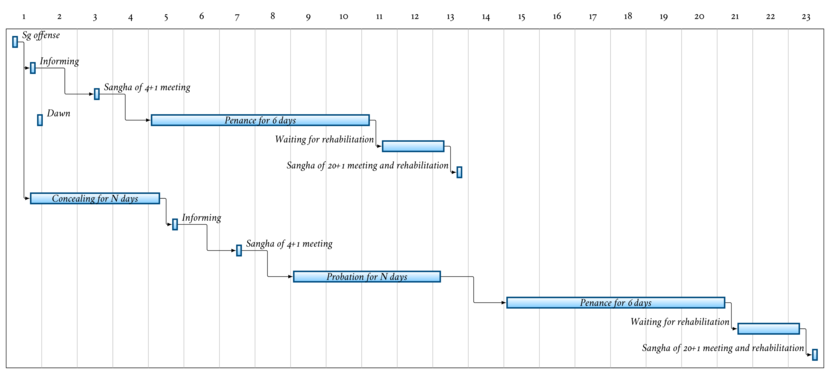 1 2 3 4 5 6 7 8 9 10 11 12 13 14 15 16 17 18 19 20 21 22 23
Sg offense
Informing
Sangha of 4+1 meeting
Dawn
Penance for 6 days
Waiting for rehabilitation
Sangha of 20+1 meeting and rehabilitation
Concealing for N days
Informing
Sangha of 4+1 meeting
Probation for N days
Penance for 6 days
Waiting for rehabilitation
Sangha of 20+1 meeting and rehabilitation